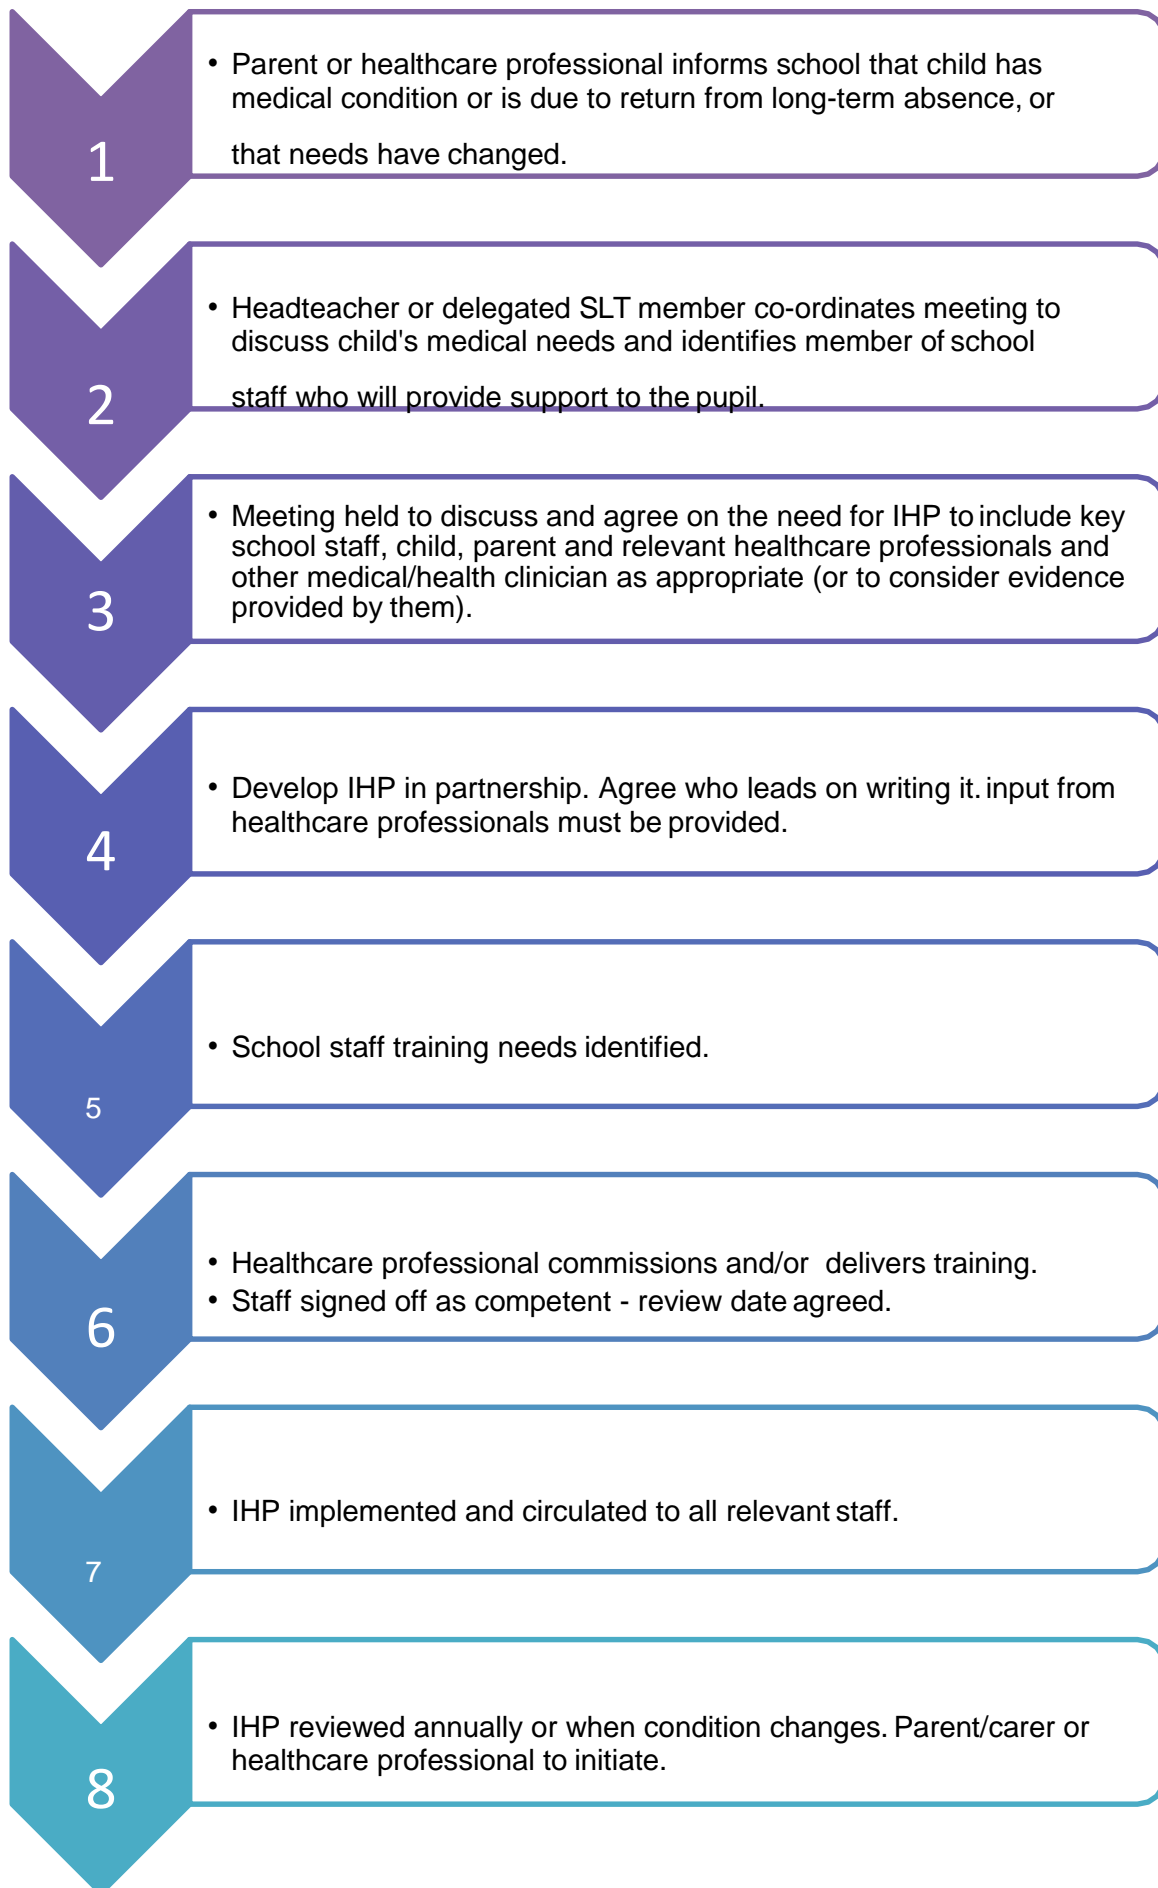 1
• Parent or healthcare professional informs school that child has
medical condition or is due to return from long-term absence, or
that needs have changed.
2
• Headteacher or delegated SLT member co-ordinates meeting to
discuss child's medical needs and identifies member of school
staff who will provide support to the pupil.
3
• Meeting held to discuss and agree on the need for IHP to include key
school staff, child, parent and relevant healthcare professionals and
other medical/health clinician as appropriate (or to consider evidence
provided by them).
4
• Develop IHP in partnership. Agree who leads on writing it. input from
healthcare professionals must be provided.
5
• School staff training needs identified.
6
• Healthcare professional commissions and/or delivers training.
• Staff signed off as competent - review date agreed.
7
• IHP implemented and circulated to all relevant staff.
8
• IHP reviewed annually or when condition changes. Parent/carer or
healthcare professional to initiate.